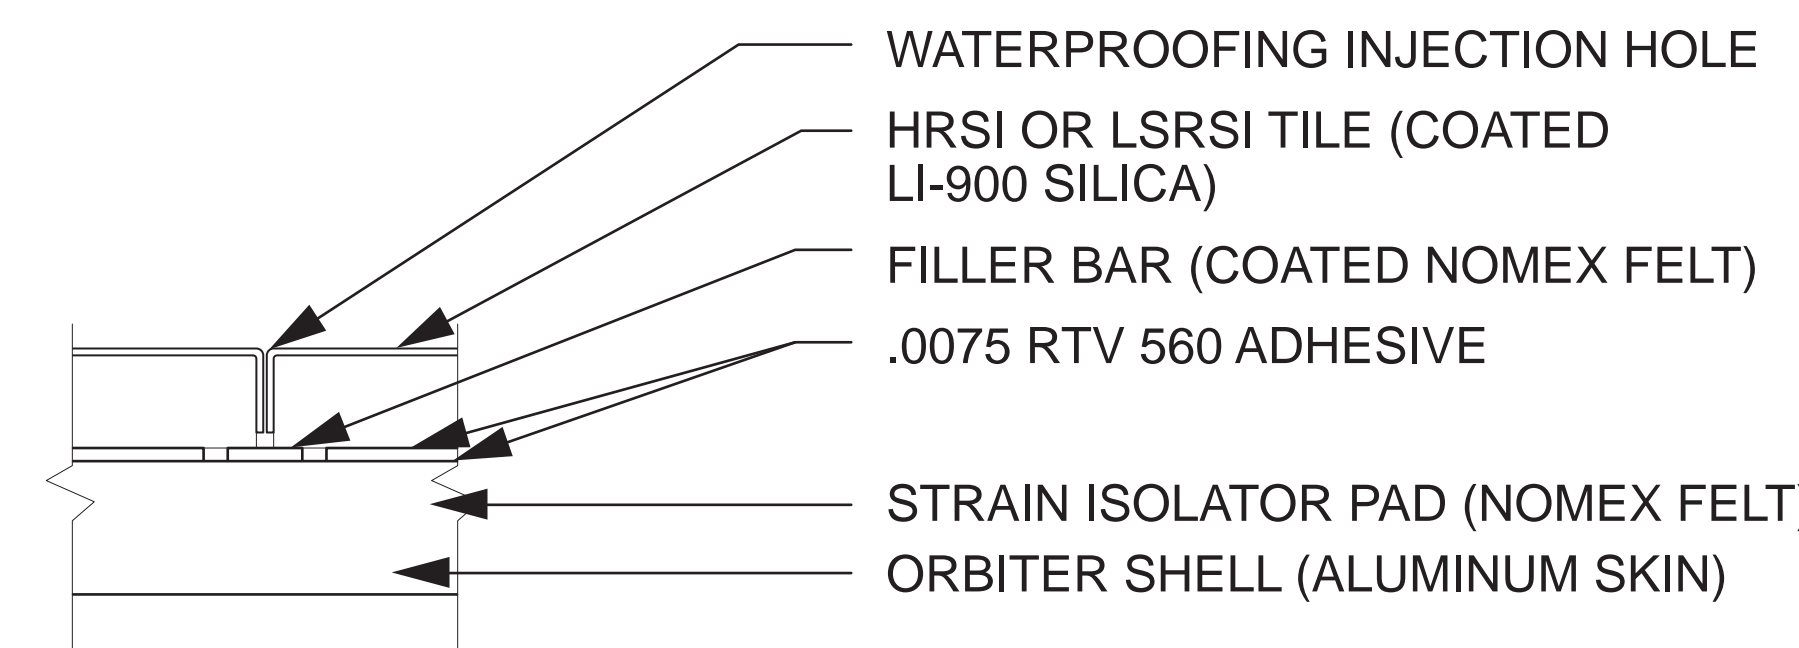 WATERPROOFING INJECTION HOLE
HRSI OR LSRSI TILE (COATED
LI-900 SILICA)
FILLER BAR (COATED NOMEX FELT)
.0075 RTV 560 ADHESIVE
STRAIN ISOLATOR PAD (NOMEX FELT)
ORBITER SHELL (ALUMINUM SKIN)